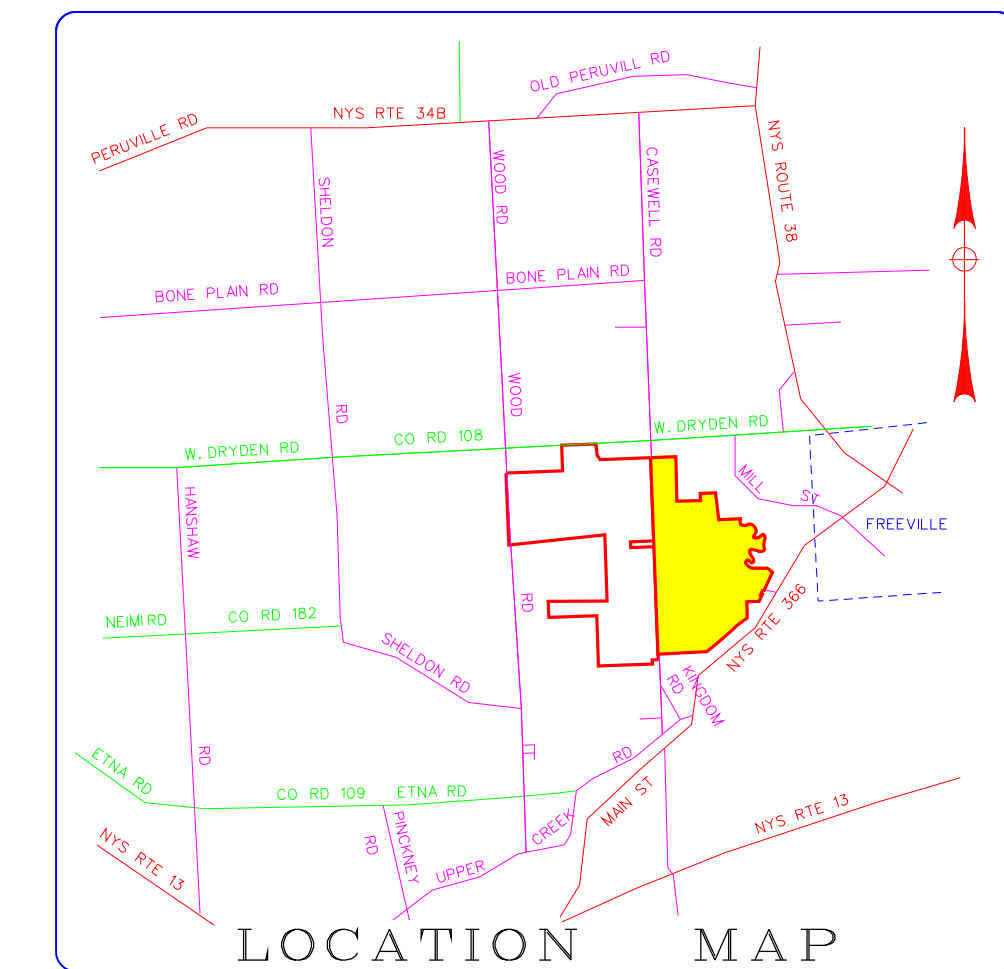 OLD PERUVILL RD
NYS RTE 34B
PERUVILLE RD
NYS ROUTE 38
SHELDON
WOOD RD
CASEWELL RD
BONE PLAIN RD
BONE PLAIN RD
WOOD
RD
W. DRYDEN RD
CO RD 108
W. DRYDEN RD
HANSHAW
MILL ST
FREEVILLE
NEIMI RD
CO RD 182
RD
NYS RTE 366
SHELDON RD
KINGDOM
RD
RD
ETNA RD
RD
CO RD 109
ETNA RD
MAIN ST
NYS RTE 13
NYS RTE 13
PINCKNEY
RD
UPPER
CREEK
LOCATION MAP